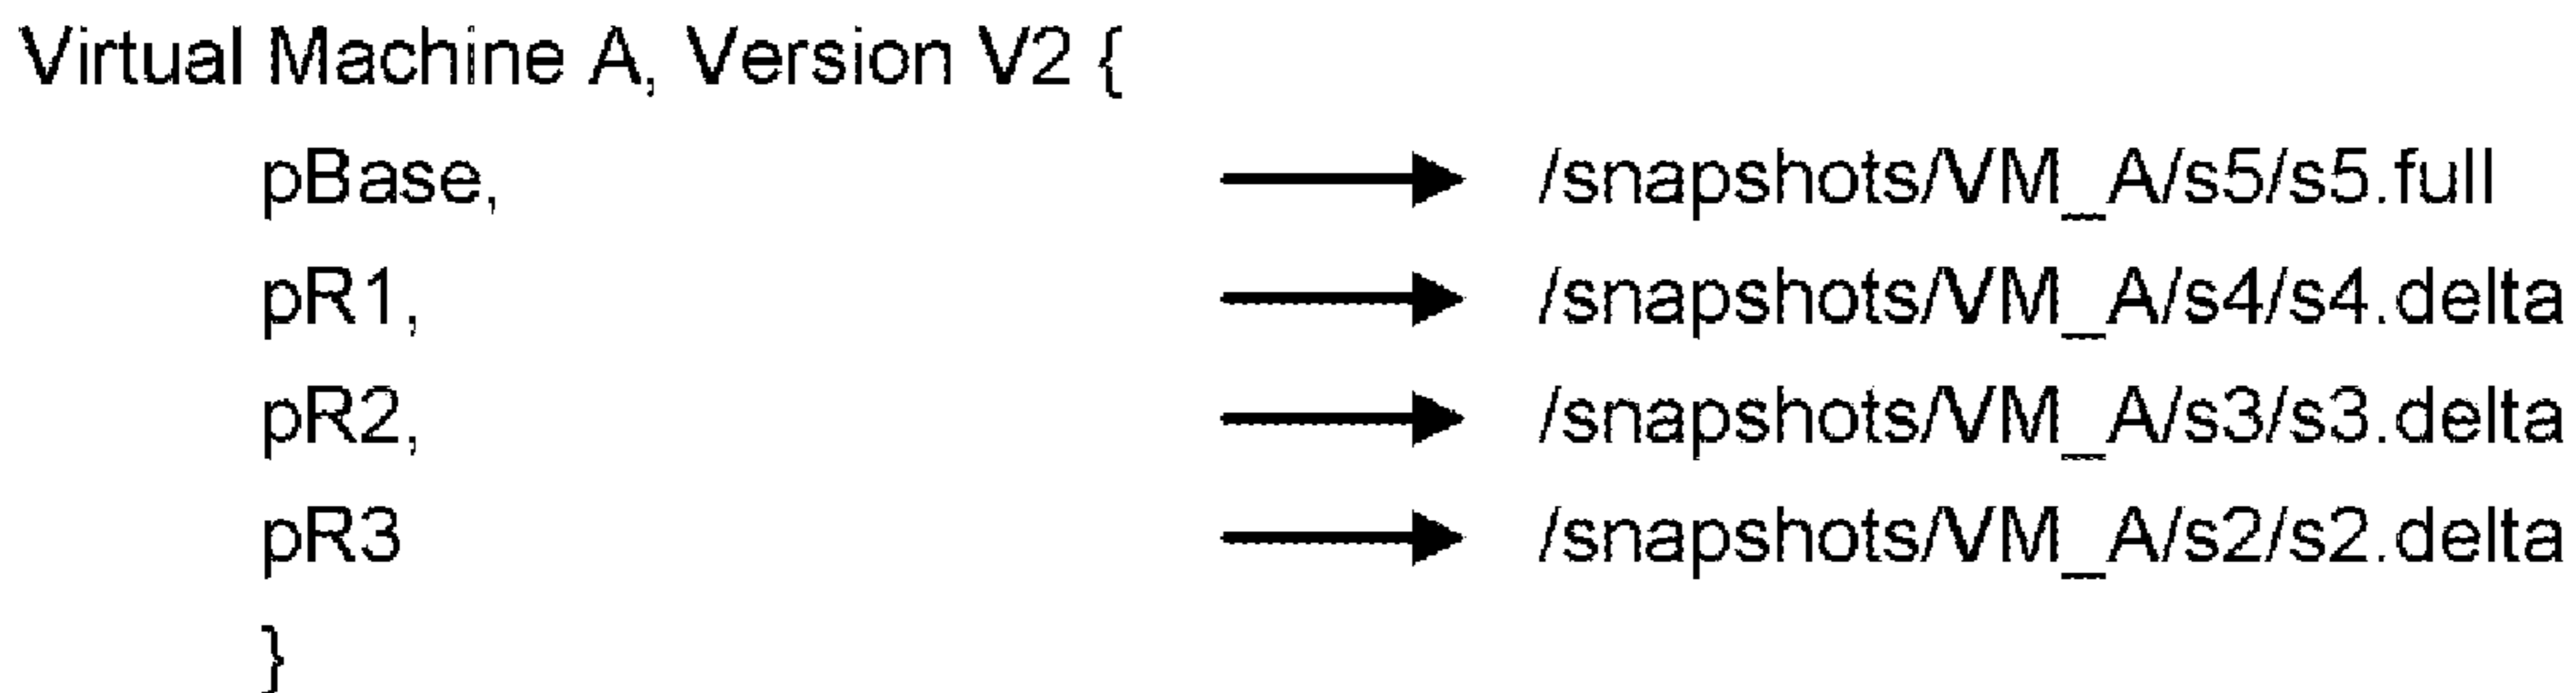 Virtual Machine A, Version V2 {
pBase, /snapshots/VM_A/s5/s5.full
pR1, /snapshots/VM_A/s4/s4.delta
pR2, /snapshots/VM_A/s3/s3.delta
pR3 /snapshots/VM_A/s2/s2.delta
}